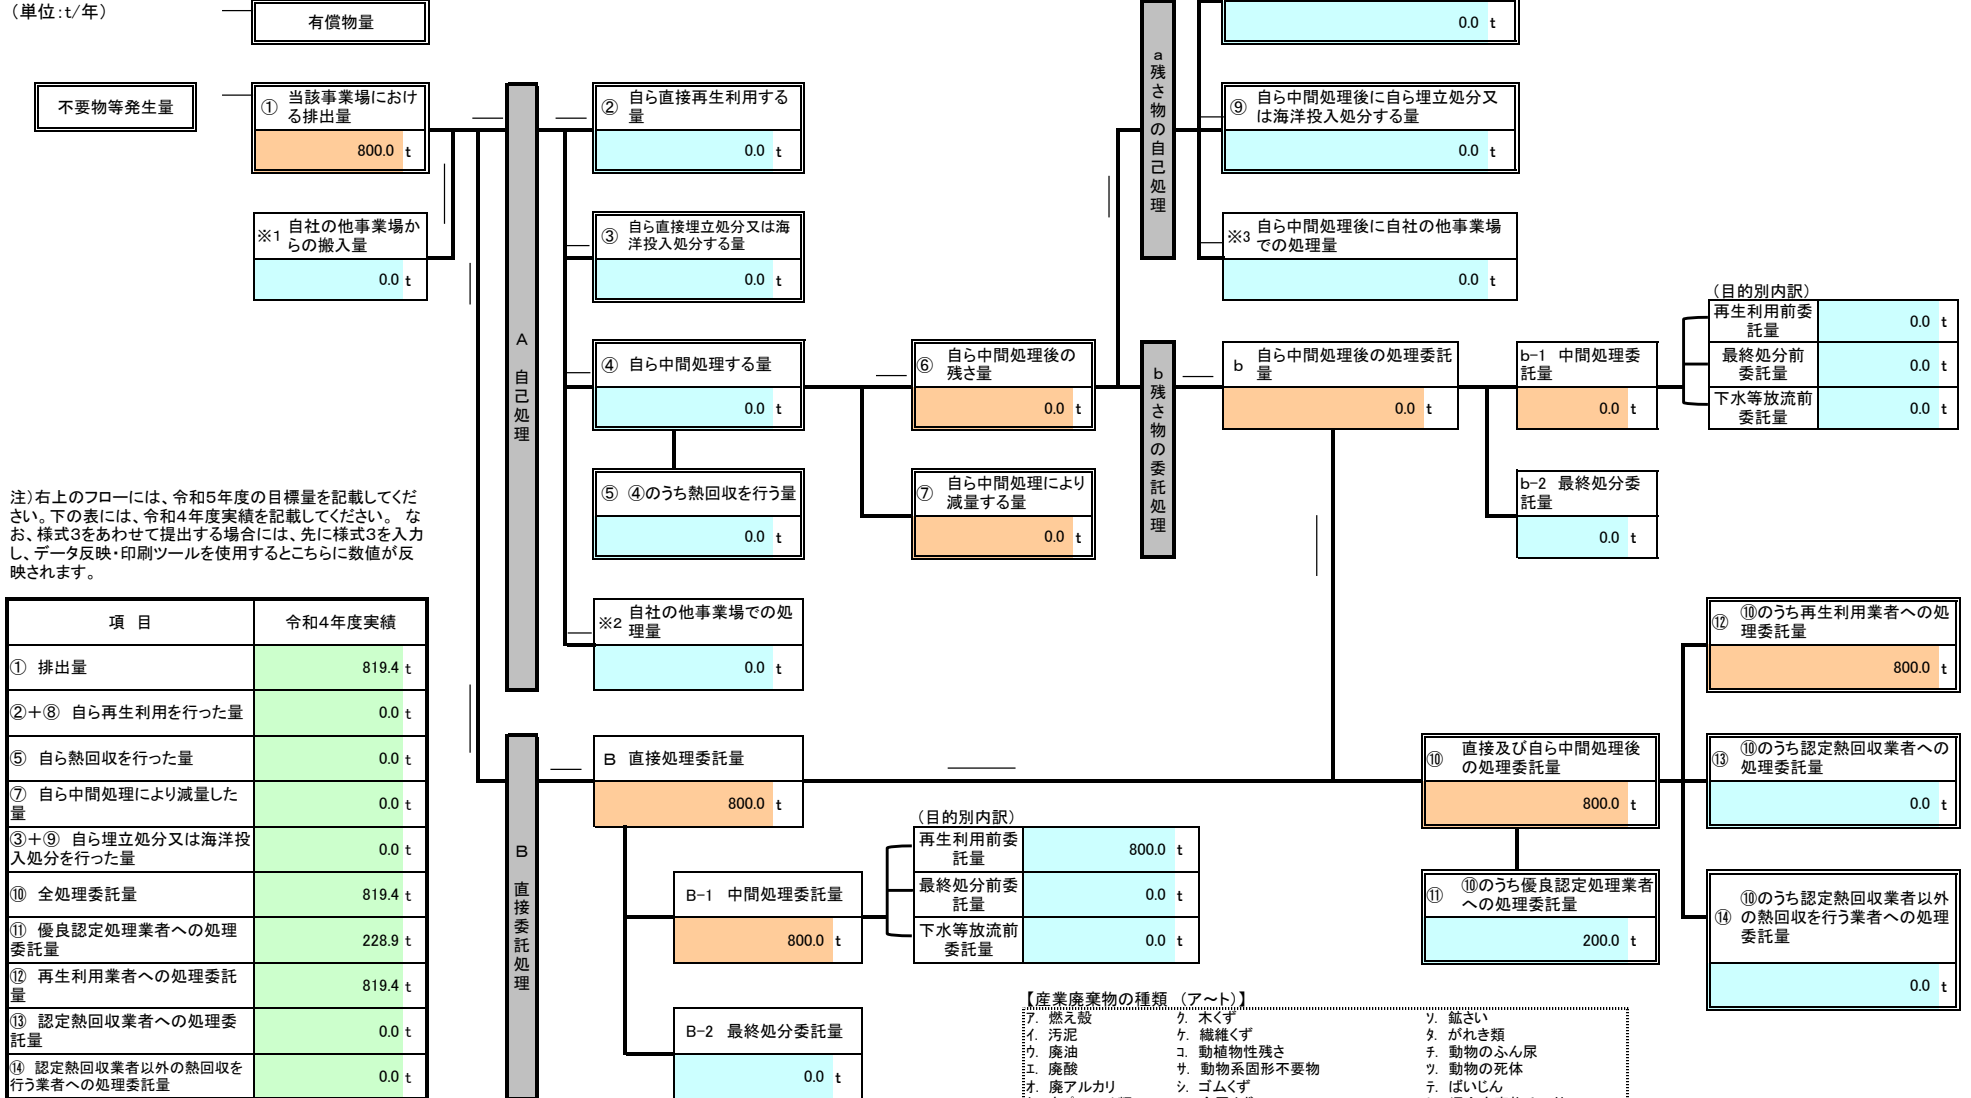 （単位:ｔ/年）
有償物量
0.0 t
不要物等発生量
① 当該事業場におけ
る排出量
800.0 t
② 自ら直接再生利用する
量
0.0 t
a
残
さ
物
の
自
己
処
理
⑨ 自ら中間処理後に自ら埋立処分又
は海洋投入処分する量
0.0 t
※1 自社の他事業場か
らの搬入量
0.0 t
③ 自ら直接埋立処分又は海
洋投入処分する量
0.0 t
※3 自ら中間処理後に自社の他事業場
での処理量
0.0 t
A
自
己
処
理
④ 自ら中間処理する量
0.0 t
⑥ 自ら中間処理後の
残さ量
0.0 t
b
残
さ
物
の
委
託
処
理
b 自ら中間処理後の処理委託
量
0.0 t
b-1 中間処理委
託量
0.0 t
（目的別内訳）
再生利用前委
託量
0.0 t
最終処分前
委託量
0.0 t
下水等放流前
委託量
0.0 t
⑤ ④のうち熱回収を行う量
0.0 t
⑦ 自ら中間処理により
減量する量
0.0 t
b-2 最終処分委
託量
0.0 t
注）右上のフローには、令和５年度の目標量を記載してくだ
さい。下の表には、令和４年度実績を記載してください。 な
お、様式３をあわせて提出する場合には、先に様式３を入力
し、データ反映・印刷ツールを使用するとこちらに数値が反
映されます。
項 目 令和４年度実績
① 排出量 819.4 t
②＋⑧ 自ら再生利用を行った量 0.0 t
⑤ 自ら熱回収を行った量 0.0 t
⑦ 自ら中間処理により減量した
量 0.0 t
③＋⑨ 自ら埋立処分又は海洋投
入処分を行った量 0.0 t
⑩ 全処理委託量 819.4 t
⑪ 優良認定処理業者への処理
委託量 228.9 t
⑫ 再生利用業者への処理委託
量 819.4 t
⑬ 認定熱回収業者への処理委
託量 0.0 t
⑭ 認定熱回収業者以外の熱回収を
行う業者への処理委託量 0.0 t
※2 自社の他事業場での処
理量
0.0 t
B
直
接
委
託
処
理
B 直接処理委託量
800.0 t
B-1 中間処理委託量
800.0 t
（目的別内訳）
再生利用前委
託量
800.0 t
最終処分前委
託量
0.0 t
下水等放流前
委託量
0.0 t
B-2 最終処分委託量
0.0 t
⑩ 直接及び自ら中間処理後
の処理委託量
800.0 t
⑪ ⑩のうち優良認定処理業者
への処理委託量
200.0 t
⑫ ⑩のうち再生利用業者への処
理委託量
800.0 t
⑬ ⑩のうち認定熱回収業者への
処理委託量
0.0 t
⑭ ⑩のうち認定熱回収業者以外
の熱回収を行う業者への処理
委託量
0.0 t
【産業廃棄物の種類 （ア～ト）】
ア. 燃え殻 ク. 木くず ソ. 鉱さい
イ. 汚泥 ケ. 繊維くず タ. がれき類
ウ. 廃油 コ. 動植物性残さ チ. 動物のふん尿
エ. 廃酸 サ. 動物系固形不要物 ツ. 動物の死体
オ. 廃アルカリ シ. ゴムくず テ. ばいじん